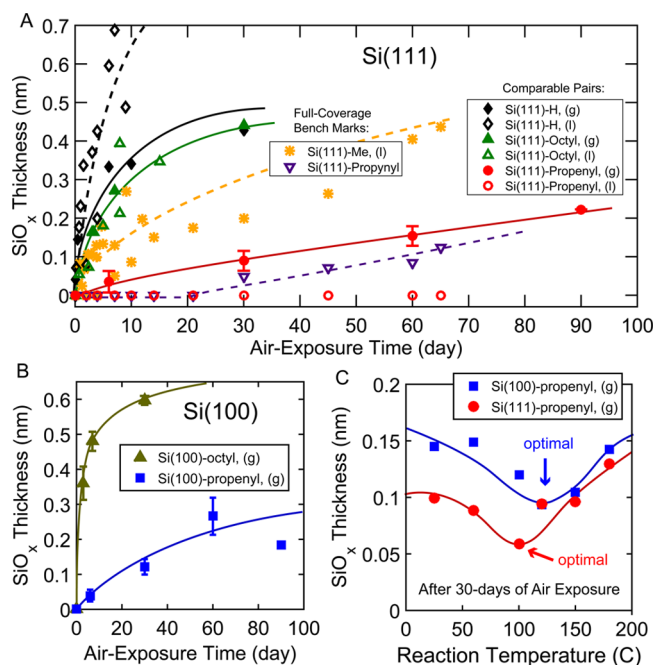 A
Si(111)
SiOx Thickness (nm)
0.7
0.6
0.5
0.4
0.3
0.2
0.1
0
Full-Coverage
Bench Marks:
Si(111)-Me, (l)
Si(111)-Propynyl
Comparable Pairs:
Si(111)-H, (g)
Si(111)-H, (l)
Si(111)-Octyl, (g)
Si(111)-Octyl, (l)
Si(111)-Propenyl, (g)
Si(111)-Propenyl, (l)
0 10 20 30 40 50 60 70 80 90 100
Air-Exposure Time (day)
B
Si(100)
SiOx Thickness (nm)
0.6
0.5
0.4
0.3
0.2
0.1
0
Si(100)-octyl, (g)
Si(100)-propenyl, (g)
0 20 40 60 80 100
Air-Exposure Time (day)
C
SiOx Thickness (nm)
0.2
0.15
0.1
0.05
0
Si(100)-propenyl, (g)
Si(111)-propenyl, (g)
optimal
optimal
After 30-days of Air Exposure
0 50 100 150 200
Reaction Temperature (C)